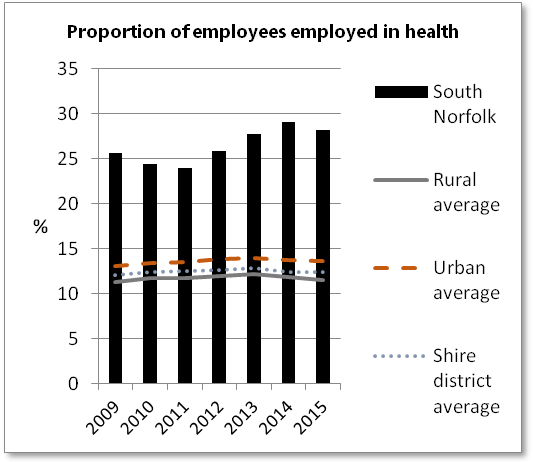 Proportion of employees employed in health
35
30
25
20
15
10
5
0
%
2009
2010
2011
2012
2013
2014
2015
South
Norfolk
Rural
average
Urban
average
Shire
district
average